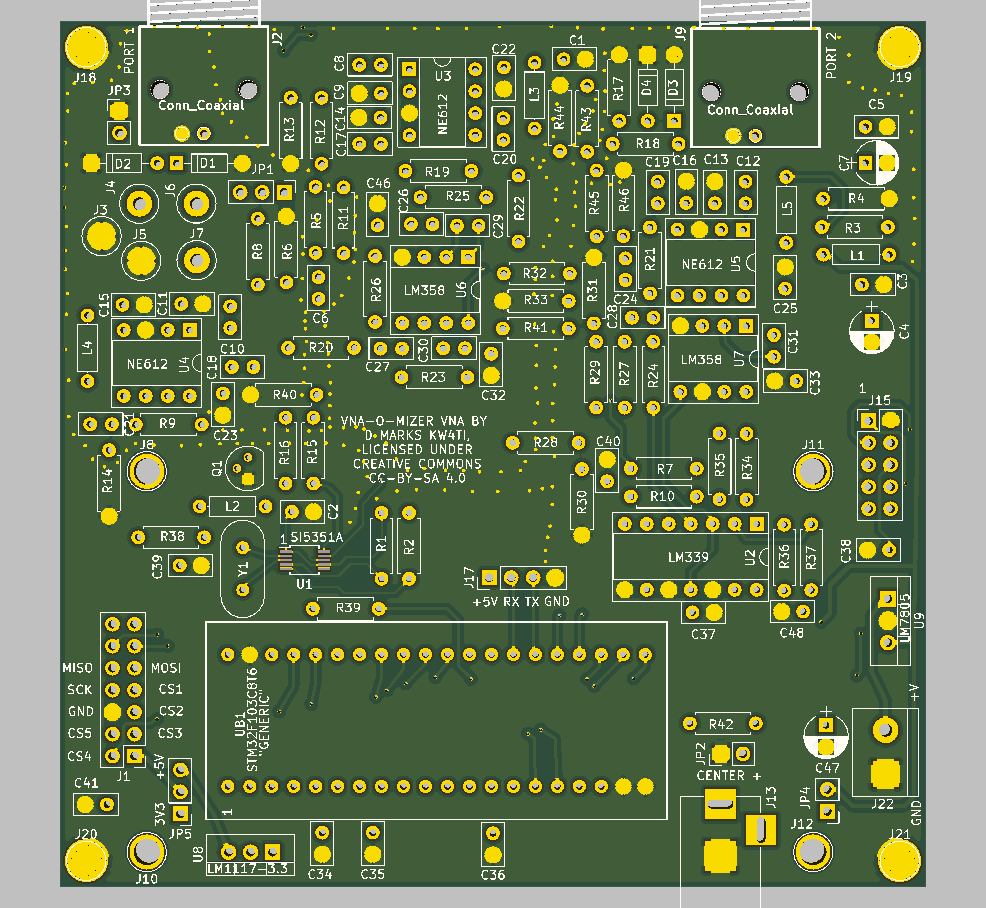 PORT 1
J2
J9
PORT 2
J18
J19
JP3
Conn_Coaxial
Conn_Coaxial
C8
C9
C14
C17
U3
NE612
C22
C20
C1
L3
R44
R43
R17
D4
D3
R18
C5
C7
R13
R12
D2
D1
JP1
J4
J6
J3
J5
J7
R8
R6
R5
R11
C46
C26
R19
R25
C29
R22
R45
R46
C19
C16
C13
C12
L5
R4
R3
L1
C3
C4
R21
NE612
U5
C25
C24
C28
R31
R32
R33
R41
R26
LM358
U6
C6
C15
C11
C10
L4
NE612
U4
C18
R20
C27
C30
R23
C32
R29
R27
R24
LM358
U7
C31
C33
C23
R40
R9
R16
R15
VNA-O-MIZER VNA BY
D MARKS KW4TI,
LICENSED UNDER
CREATIVE COMMONS
CC-BY-SA 4.0
R28
C40
R7
R10
R35
R34
J11
1
J15
J8
Q1
R14
L2
C2
R30
R38
C39
Y1
SI5351A
1
U1
R1
R2
R39
J17
+5V RX TX GND
LM339
U2
R36
R37
C38
C37
C48
LM7805
U9
MISO
MOSI
SCK
CS1
GND
CS2
CS5
CS3
CS4
J1
UB1
STM32F103C8T6
"GENERIC"
1
R42
JP2
CENTER +
C47
+V
J22
GND
C41
+5V
3V3
JP5
J13
JP4
J12
J20
J10
U8
LM1117-3.3
C34
C35
C36
J21